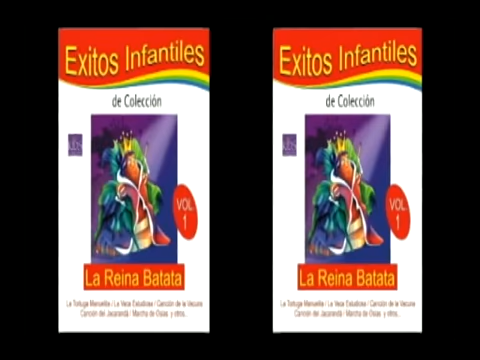 Exitos Infantiles
de Colección
VOL.
1
La Reina Batata
La Tortuga Manuelita / La Vaca Estudiosa / Canción de la Vacuna
Canción del Jacarandá / Marcha de Osías y otros...
Exitos Infantiles
de Colección
VOL.
1
La Reina Batata
La Tortuga Manuelita / La Vaca Estudiosa / Canción de la Vacuna
Canción del Jacarandá / Marcha de Osías y otros...